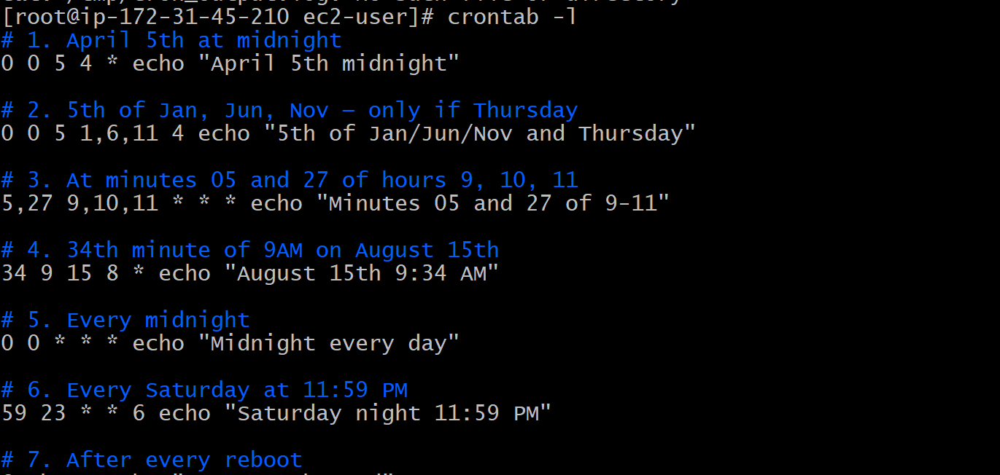 [root@ip-172-31-45-210 ec2-user]# crontab -l
# 1. April 5th at midnight
0 0 5 4 * echo "April 5th midnight"
# 2. 5th of Jan, Jun, Nov – only if Thursday
0 0 5 1,6,11 4 echo "5th of Jan/Jun/Nov and Thursday"
# 3. At minutes 05 and 27 of hours 9, 10, 11
5,27 9,10,11 * * * echo "Minutes 05 and 27 of 9-11"
# 4. 34th minute of 9AM on August 15th
34 9 15 8 * echo "August 15th 9:34 AM"
# 5. Every midnight
0 0 * * * echo "Midnight every day"
# 6. Every Saturday at 11:59 PM
59 23 * * 6 echo "Saturday night 11:59 PM"
# 7. After every reboot